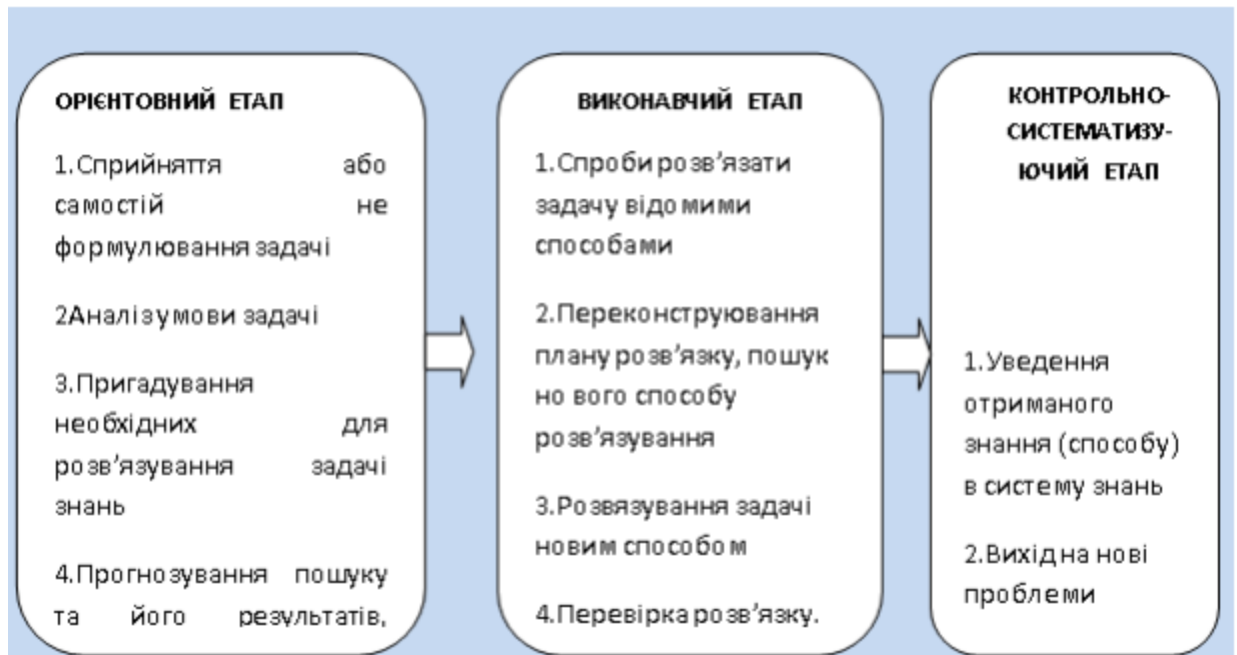 ОРІЄНТОВНИЙ ЕТАП
1.Сприйняття або
самостій не
формулювання задачі
2Аналіз умови задачі
3.Пригадування
необхідних для
розв’язування задачі
знань
4.Прогнозування пошуку
та його результатів,
ВИКОНАВЧИЙ ЕТАП
1.Спроби розв’язати
задачу відомими
способами
2.Переконструювання
плану розв’язку, пошук
но вого способу
розв’язування
3.Розвязування задачі
новим способом
4.Перевірка розв’язку.
КОНТРОЛЬНО-
СИСТЕМАТИЗУ-
ЮЧИЙ ЕТАП
1.Уведення
отриманого
знання (способу)
в систему знань
2.Вихід на нові
проблеми